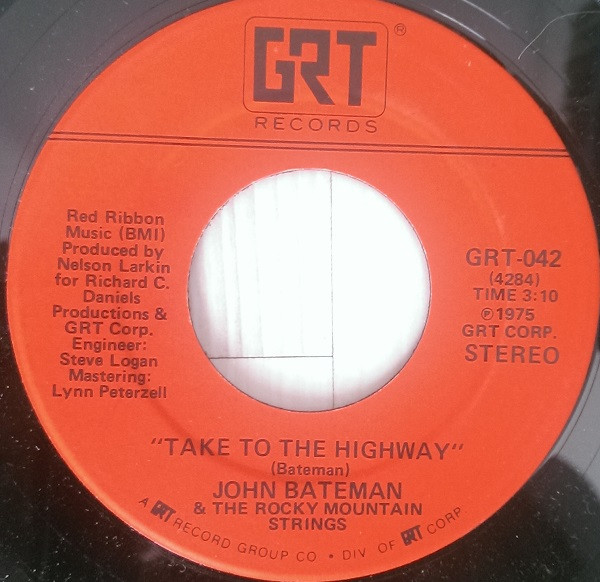 GRT®
RECORDS
Red Ribbon
Music (BMI)
Produced by
Nelson Larkin
for Richard C.
Daniels
Productions &
GRT Corp.
Engineer:
Steve Logan
Mastering:
Lynn Peterzell
GRT-042
(4284)
TIME 3:10
℗1975
GRT CORP.
STEREO
"TAKE TO THE HIGHWAY"
(Bateman)
JOHN BATEMAN
& THE ROCKY MOUNTAIN
STRINGS
A GRT RECORD GROUP CO • DIV OF GRT CORP